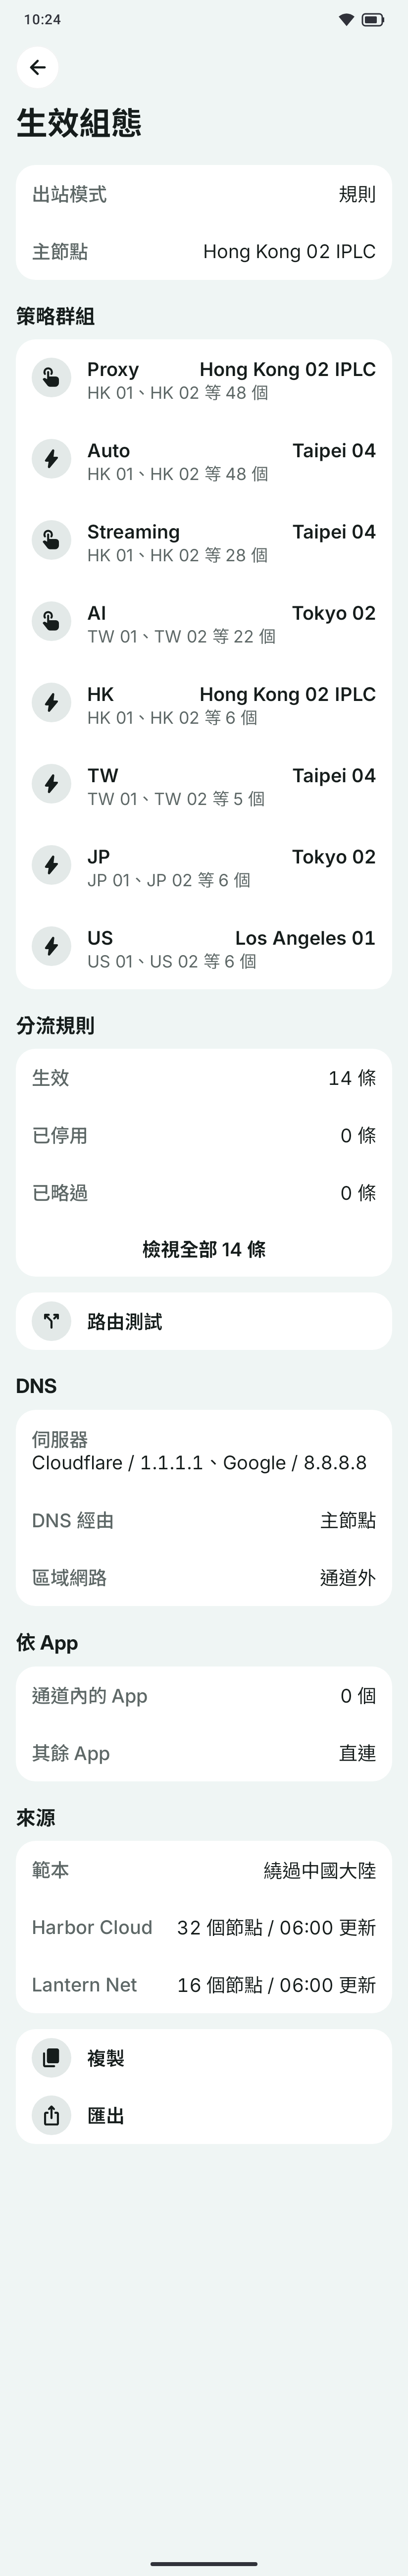 10:24
生效組態
出站模式 規則
主節點 Hong Kong 02 IPLC
策略群組
Proxy Hong Kong 02 IPLC
HK 01、HK 02 等 48 個
Auto Taipei 04
HK 01、HK 02 等 48 個
Streaming Taipei 04
HK 01、HK 02 等 28 個
AI Tokyo 02
TW 01、TW 02 等 22 個
HK Hong Kong 02 IPLC
HK 01、HK 02 等 6 個
TW Taipei 04
TW 01、TW 02 等 5 個
JP Tokyo 02
JP 01、JP 02 等 6 個
US Los Angeles 01
US 01、US 02 等 6 個
分流規則
生效 14 條
已停用 0 條
已略過 0 條
檢視全部 14 條
路由測試
DNS
伺服器
Cloudflare / 1.1.1.1、Google / 8.8.8.8
DNS 經由 主節點
區域網路 通道外
依 App
通道內的 App 0 個
其餘 App 直連
來源
範本 繞過中國大陸
Harbor Cloud 32 個節點 / 06:00 更新
Lantern Net 16 個節點 / 06:00 更新
複製
匯出